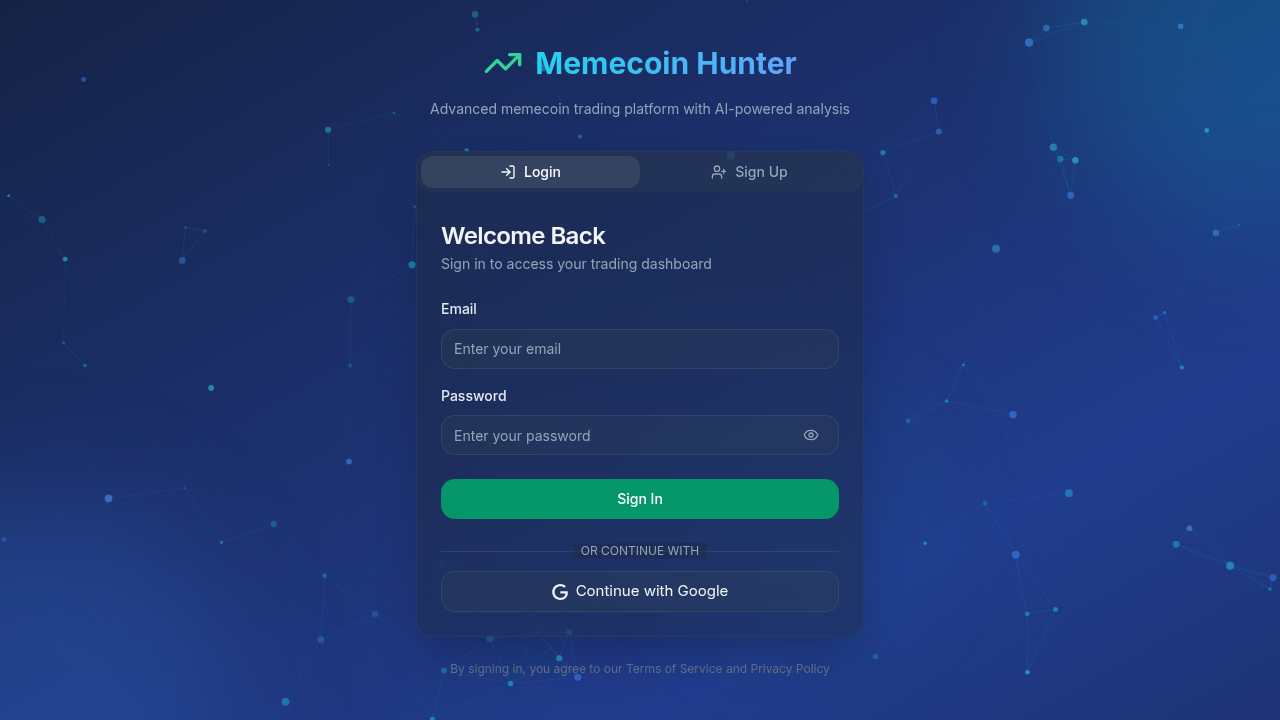 Memecoin Hunter
Advanced memecoin trading platform with AI-powered analysis
Login
Sign Up
Welcome Back
Sign in to access your trading dashboard
Email
Enter your email
Password
Enter your password
Sign In
OR CONTINUE WITH
Continue with Google
By signing in, you agree to our Terms of Service and Privacy Policy